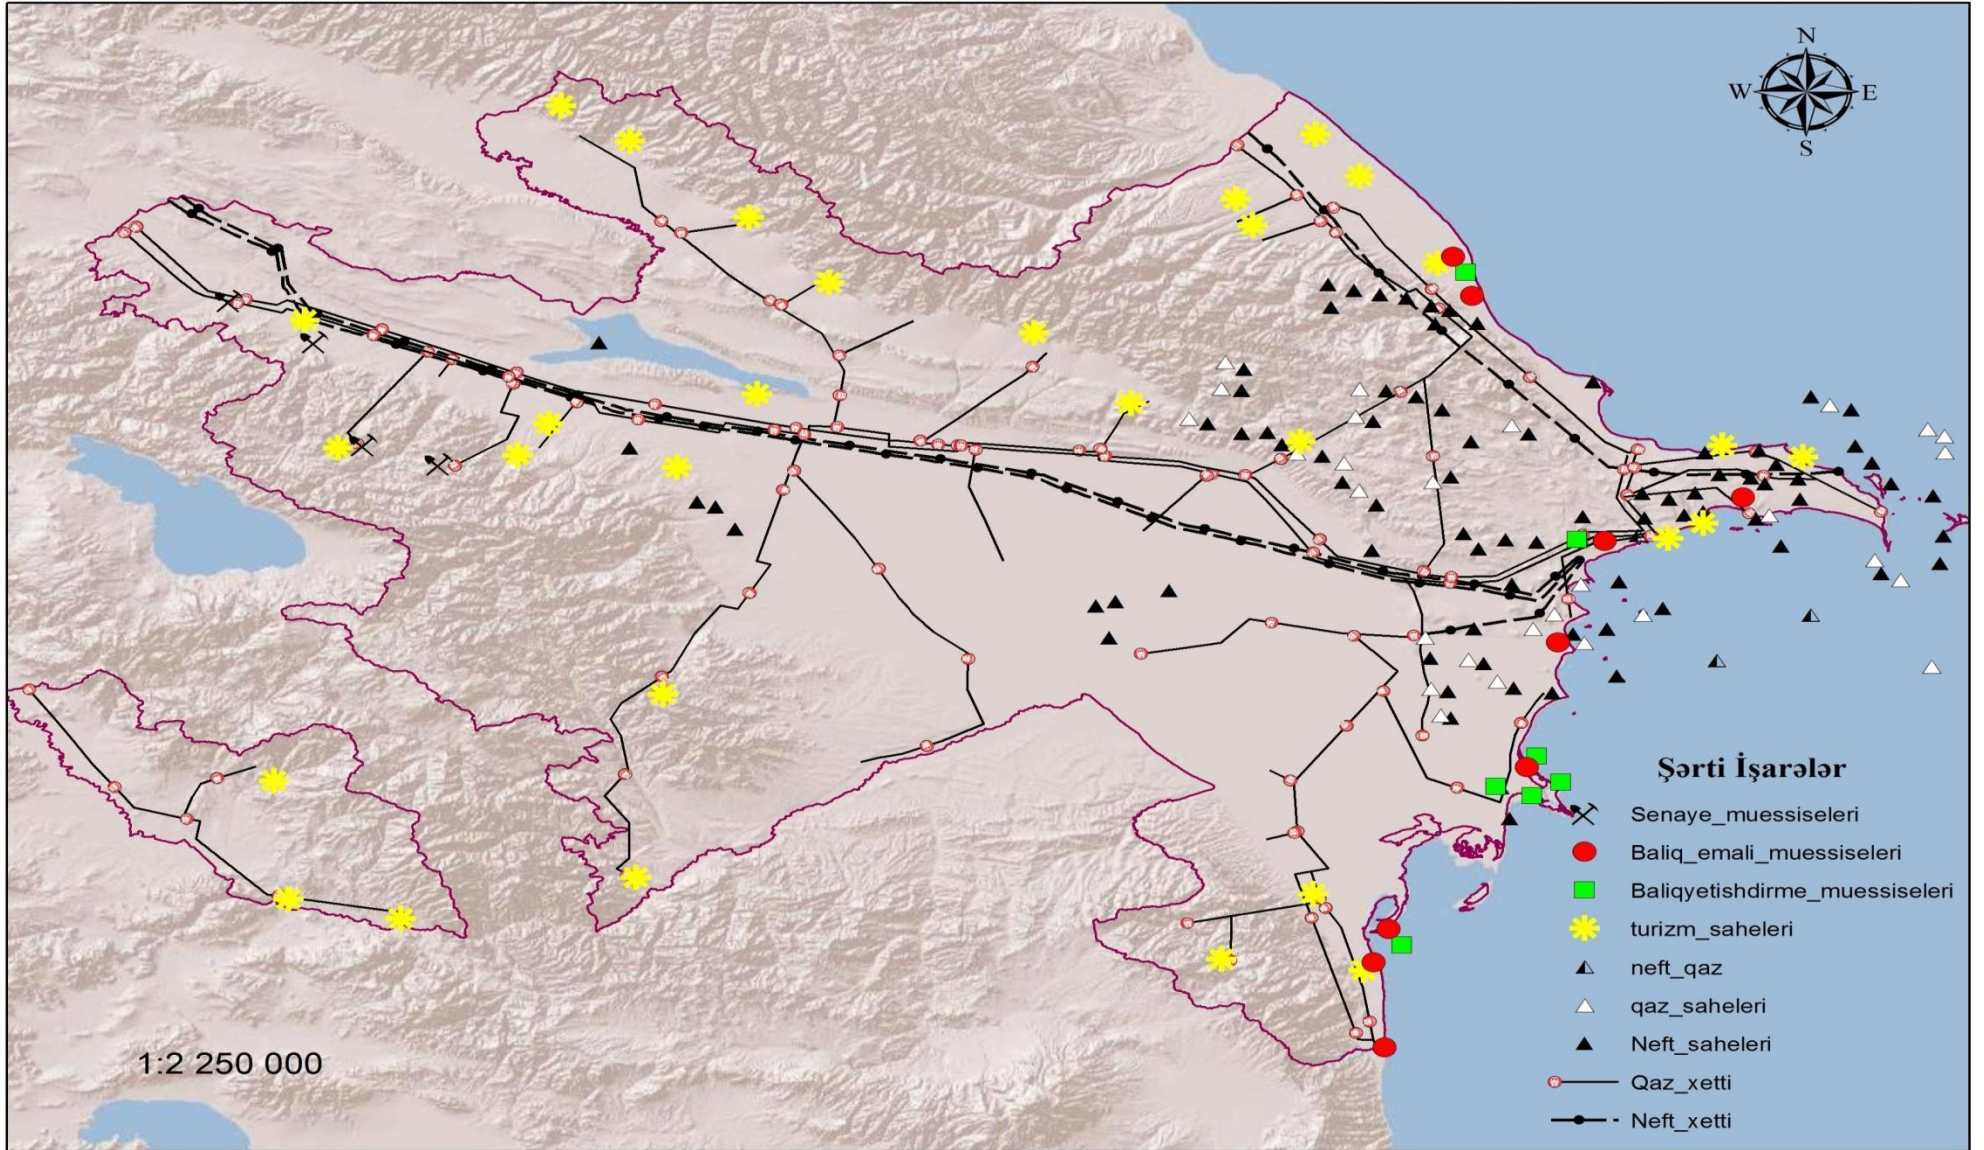 N
W E
S
Şərti İşarələr
Senaye_muessiseleri
Baliq_emali_muessiseleri
Baliqyetishdirme_muessiseleri
turizm_saheleri
neft_qaz
qaz_saheleri
Neft_saheleri
Qaz_xetti
Neft_xetti
1:2 250 000